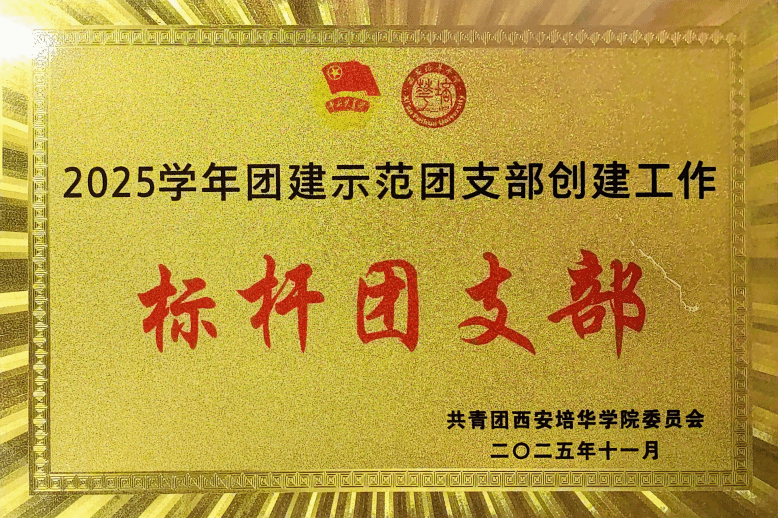 2025学年团建示范团支部创建工作
标杆团支部
共青团西安培华学院委员会
二〇二五年十一月